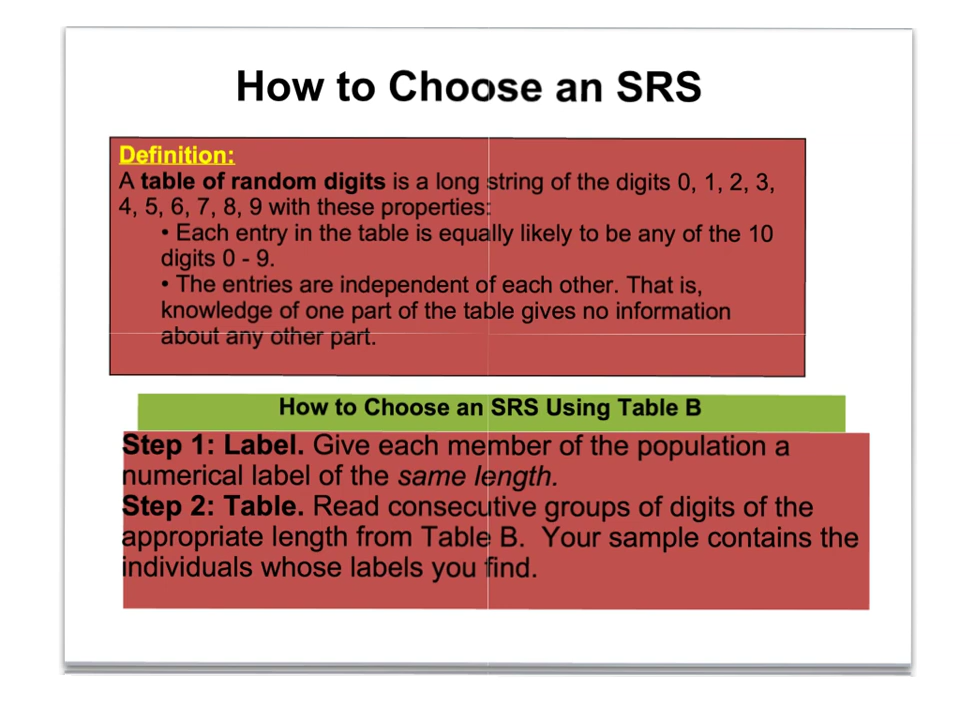 How to Choose an SRS
Definition:
A table of random digits is a long string of the digits 0, 1, 2, 3,
4, 5, 6, 7, 8, 9 with these properties:
• Each entry in the table is equally likely to be any of the 10
digits 0 - 9.
• The entries are independent of each other. That is,
knowledge of one part of the table gives no information
about any other part.
How to Choose an SRS Using Table B
Step 1: Label. Give each member of the population a
numerical label of the same length.
Step 2: Table. Read consecutive groups of digits of the
appropriate length from Table B. Your sample contains the
individuals whose labels you find.